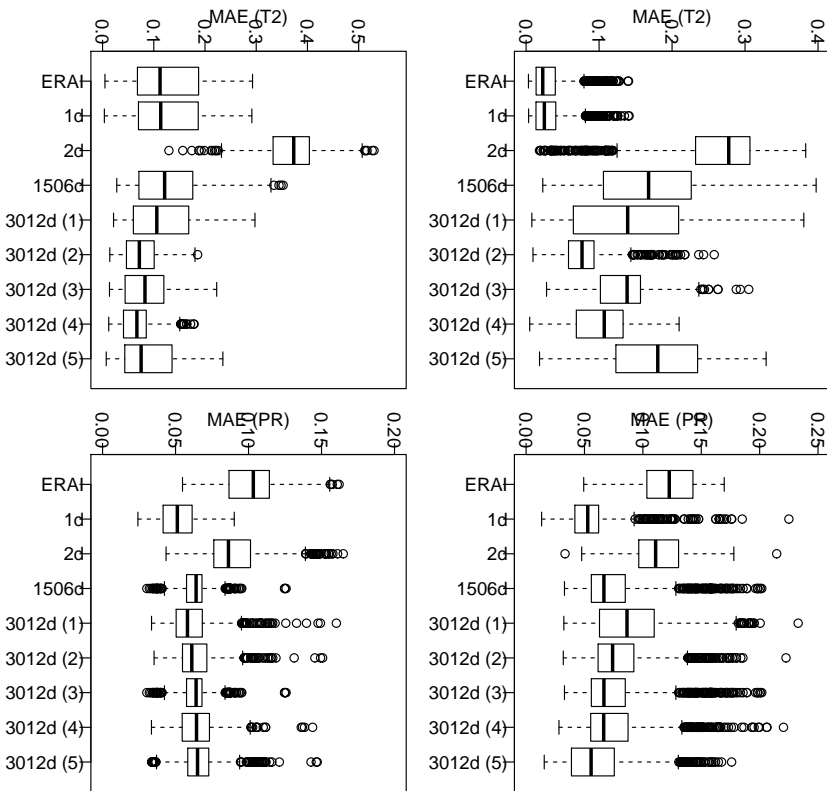 MAE (T2)
0.0 0.1 0.2 0.3 0.4 0.5
ERAI
1d
2d
1506d
3012d (1)
3012d (2)
3012d (3)
3012d (4)
3012d (5)
MAE (T2)
0.0 0.1 0.2 0.3 0.4
ERAI
1d
2d
1506d
3012d (1)
3012d (2)
3012d (3)
3012d (4)
3012d (5)
MAE (PR)
0.00 0.05 0.10 0.15 0.20
ERAI
1d
2d
1506d
3012d (1)
3012d (2)
3012d (3)
3012d (4)
3012d (5)
MAE (PR)
0.00 0.05 0.10 0.15 0.20 0.25
ERAI
1d
2d
1506d
3012d (1)
3012d (2)
3012d (3)
3012d (4)
3012d (5)